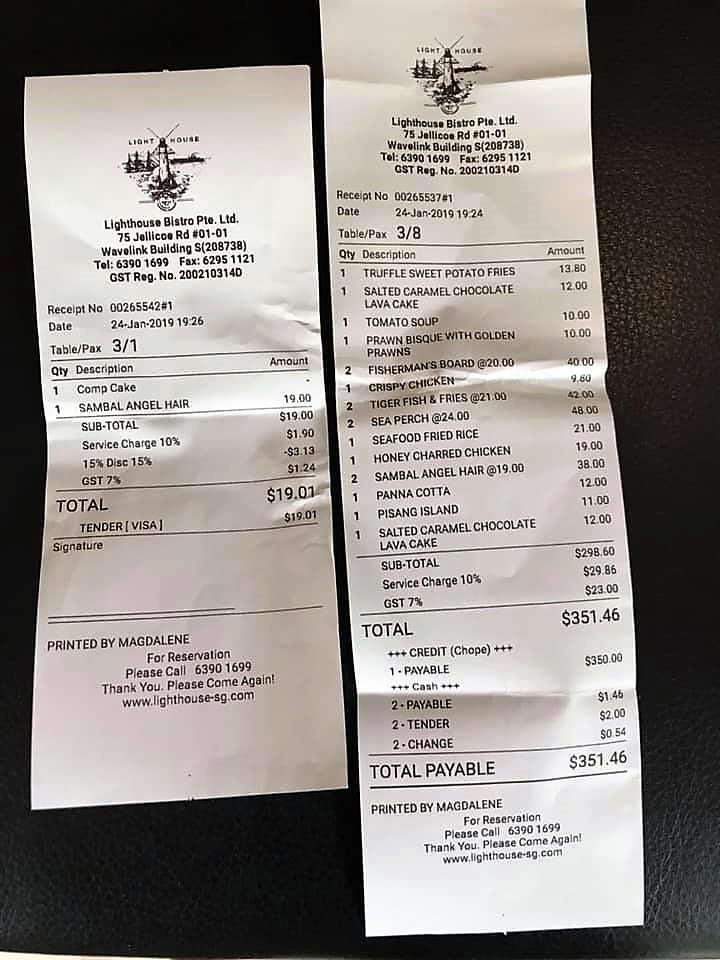 LIGHT HOUSE
Lighthouse Bistro Pte. Ltd.
75 Jellicoe Rd #01-01
Wavelink Building S(208738)
Tel: 6390 1699 Fax: 6295 1121
GST Reg. No. 200210314D
Receipt No 00265542#1
Date 24-Jan-2019 19:26
Table/Pax 3/1
Qty Description Amount
1 Comp Cake .
1 SAMBAL ANGEL HAIR 19.00
SUB-TOTAL $19.00
Service Charge 10% $1.90
15% Disc 15% -$3.13
GST 7% $1.24
TOTAL $19.01
TENDER [ VISA ] $19.01
Signature
PRINTED BY MAGDALENE
For Reservation
Please Call 6390 1699
Thank You. Please Come Again!
www.lighthouse-sg.com
LIGHT HOUSE
Lighthouse Bistro Pte. Ltd.
75 Jellicoe Rd #01-01
Wavelink Building S(208738)
Tel: 6390 1699 Fax: 6295 1121
GST Reg. No. 200210314D
Receipt No 00265537#1
Date 24-Jan-2019 19:24
Table/Pax 3/8
Qty Description Amount
1 TRUFFLE SWEET POTATO FRIES 13.80
1 SALTED CARAMEL CHOCOLATE 12.00
LAVA CAKE
1 TOMATO SOUP 10.00
1 PRAWN BISQUE WITH GOLDEN 10.00
PRAWNS
2 FISHERMAN'S BOARD @20.00 40.00
1 CRISPY CHICKEN 9.80
2 TIGER FISH & FRIES @21.00 42.00
2 SEA PERCH @24.00 48.00
1 SEAFOOD FRIED RICE 21.00
1 HONEY CHARRED CHICKEN 19.00
2 SAMBAL ANGEL HAIR @19.00 38.00
1 PANNA COTTA 12.00
1 PISANG ISLAND 11.00
1 SALTED CARAMEL CHOCOLATE 12.00
LAVA CAKE
SUB-TOTAL $298.60
Service Charge 10% $29.86
GST 7% $23.00
TOTAL $351.46
+++ CREDIT (Chope) +++
1 - PAYABLE $350.00
+++ Cash +++
2 - PAYABLE $1.46
2 - TENDER $2.00
2 - CHANGE $0.54
TOTAL PAYABLE $351.46
PRINTED BY MAGDALENE
For Reservation
Please Call 6390 1699
Thank You. Please Come Again!
www.lighthouse-sg.com